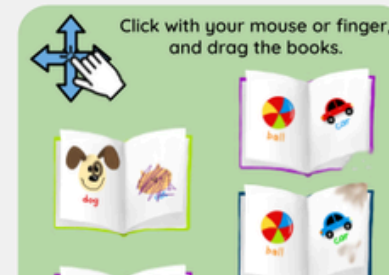 Click with your mouse or finger,
and drag the books.
ball car
dog
ball car